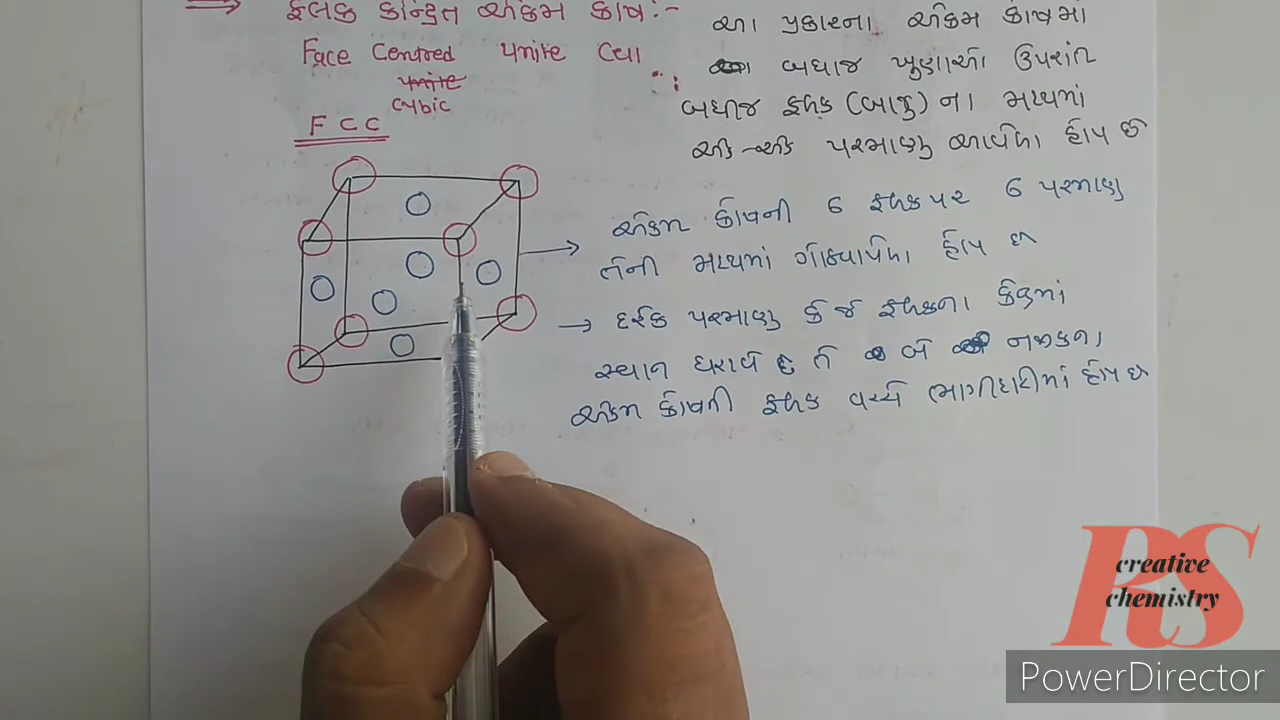 ફલક કેન્દ્રિત એકમ કોષ :-
Face Centred unite Cell
unite
cubic
FCC
આ પ્રકારના એકમ કોષમાં
બધાજ ખુણાઓ ઉપરાંત
બધાજ ફલક (બાજુ) ના મધ્યમાં
એક-એક પરમાણુ આવેલા હોય છે
એકમ કોષની 6 ફલક પર 6 પરમાણુ
તેની મધ્યમાં ગોઠવાયેલા હોય છે
→ દરેક પરમાણુ કે જે ફલકના કેન્દ્રમાં
સ્થાન ધરાવે છે તે બે નજીકના
એકમ કોષની ફલક વચ્ચે ભાગીદારીમાં હોય છે
RS
creative
chemistry
PowerDirector